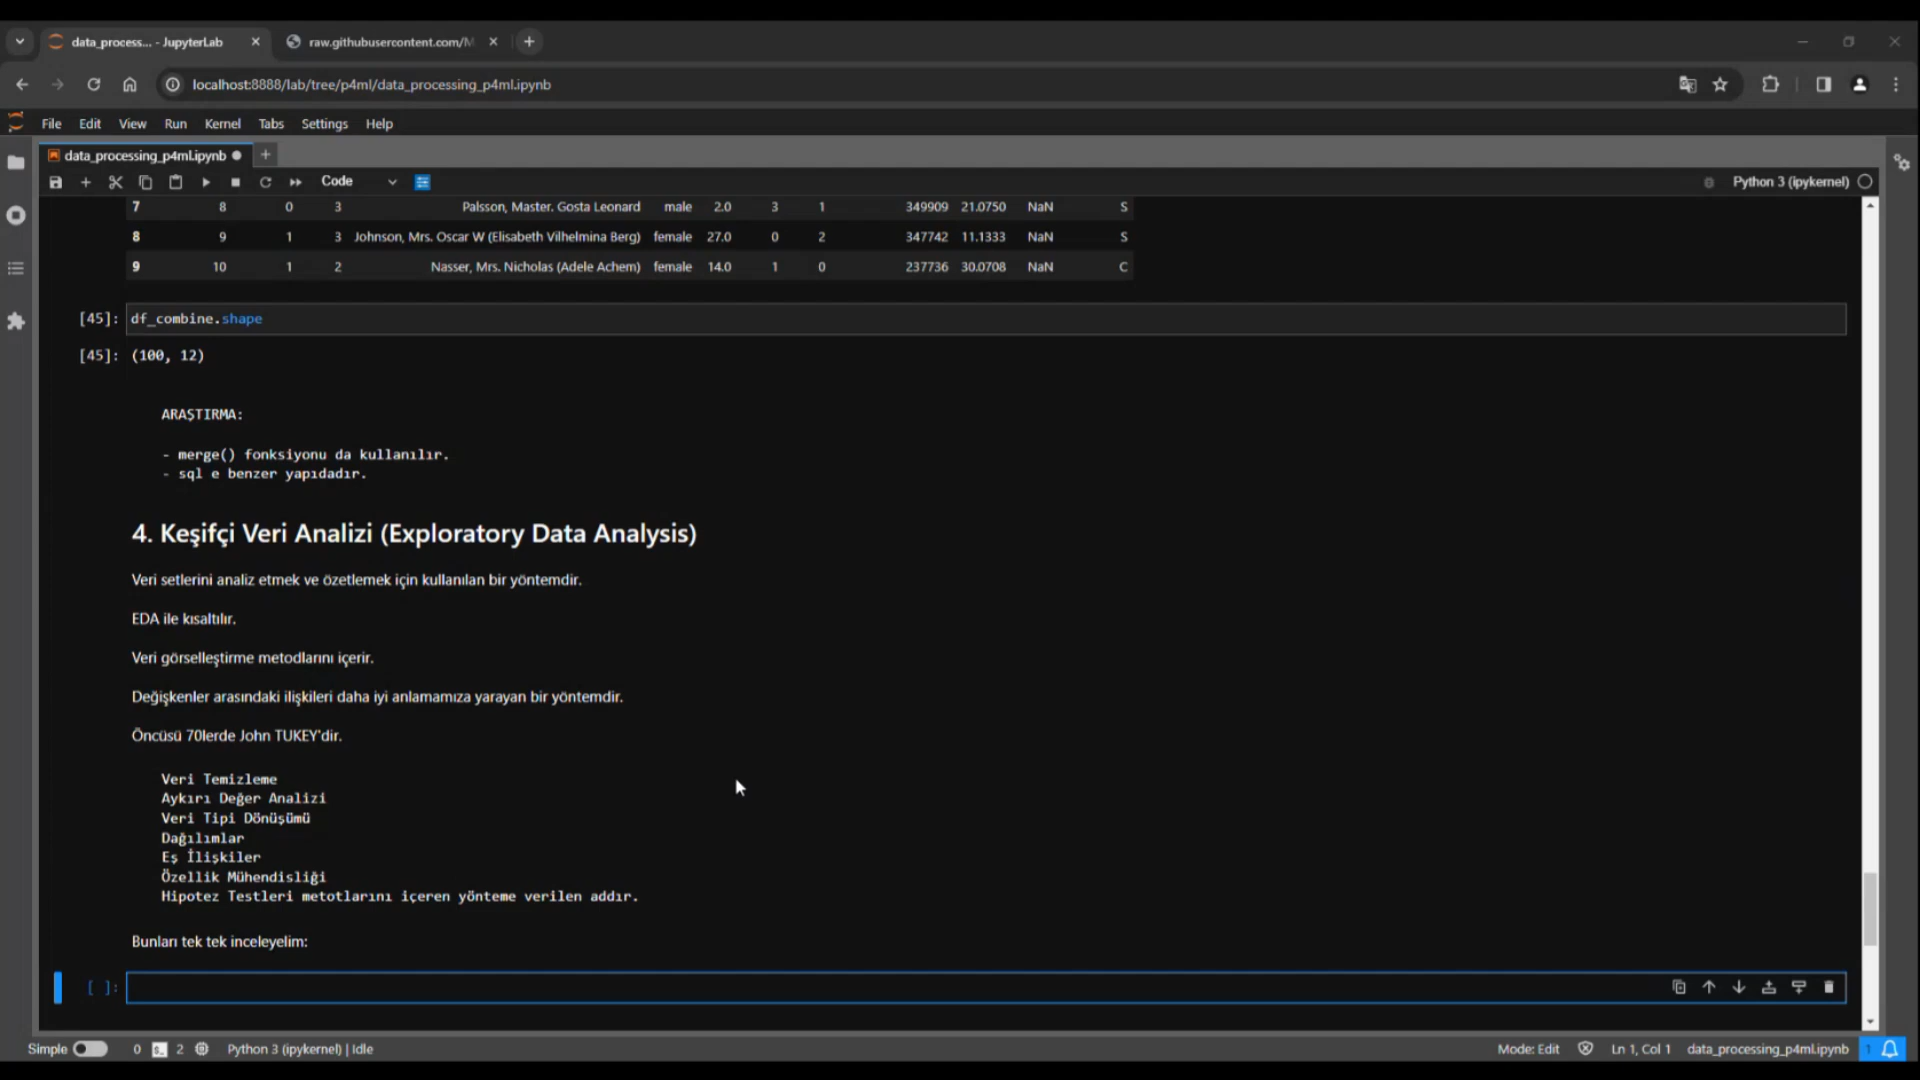 data_process... - JupyterLab
raw.githubusercontent.com/M
localhost:8888/lab/tree/p4ml/data_processing_p4ml.ipynb
File Edit View Run Kernel Tabs Settings Help
data_processing_p4ml.ipynb
Code
Python 3 (ipykernel)
7 8 0 3 Palsson, Master. Gosta Leonard male 2.0 3 1 349909 21.0750 NaN S
8 9 1 3 Johnson, Mrs. Oscar W (Elisabeth Vilhelmina Berg) female 27.0 0 2 347742 11.1333 NaN S
9 10 1 2 Nasser, Mrs. Nicholas (Adele Achem) female 14.0 1 0 237736 30.0708 NaN C
[45]: df_combine.shape
[45]: (100, 12)
ARAŞTIRMA:
- merge() fonksiyonu da kullanılır.
- sql e benzer yapıdadır.
4. Keşifçi Veri Analizi (Exploratory Data Analysis)
Veri setlerini analiz etmek ve özetlemek için kullanılan bir yöntemdir.
EDA ile kısaltılır.
Veri görselleştirme metodlarını içerir.
Değişkenler arasındaki ilişkileri daha iyi anlamamıza yarayan bir yöntemdir.
Öncüsü 70lerde John TUKEY'dir.
Veri Temizleme
Aykırı Değer Analizi
Veri Tipi Dönüşümü
Dağılımlar
Eş İlişkiler
Özellik Mühendisliği
Hipotez Testleri metotlarını içeren yönteme verilen addır.
Bunları tek tek inceleyelim:
[ ]:
Simple 0 2 Python 3 (ipykernel) | Idle
Mode: Edit Ln 1, Col 1 data_processing_p4ml.ipynb 1